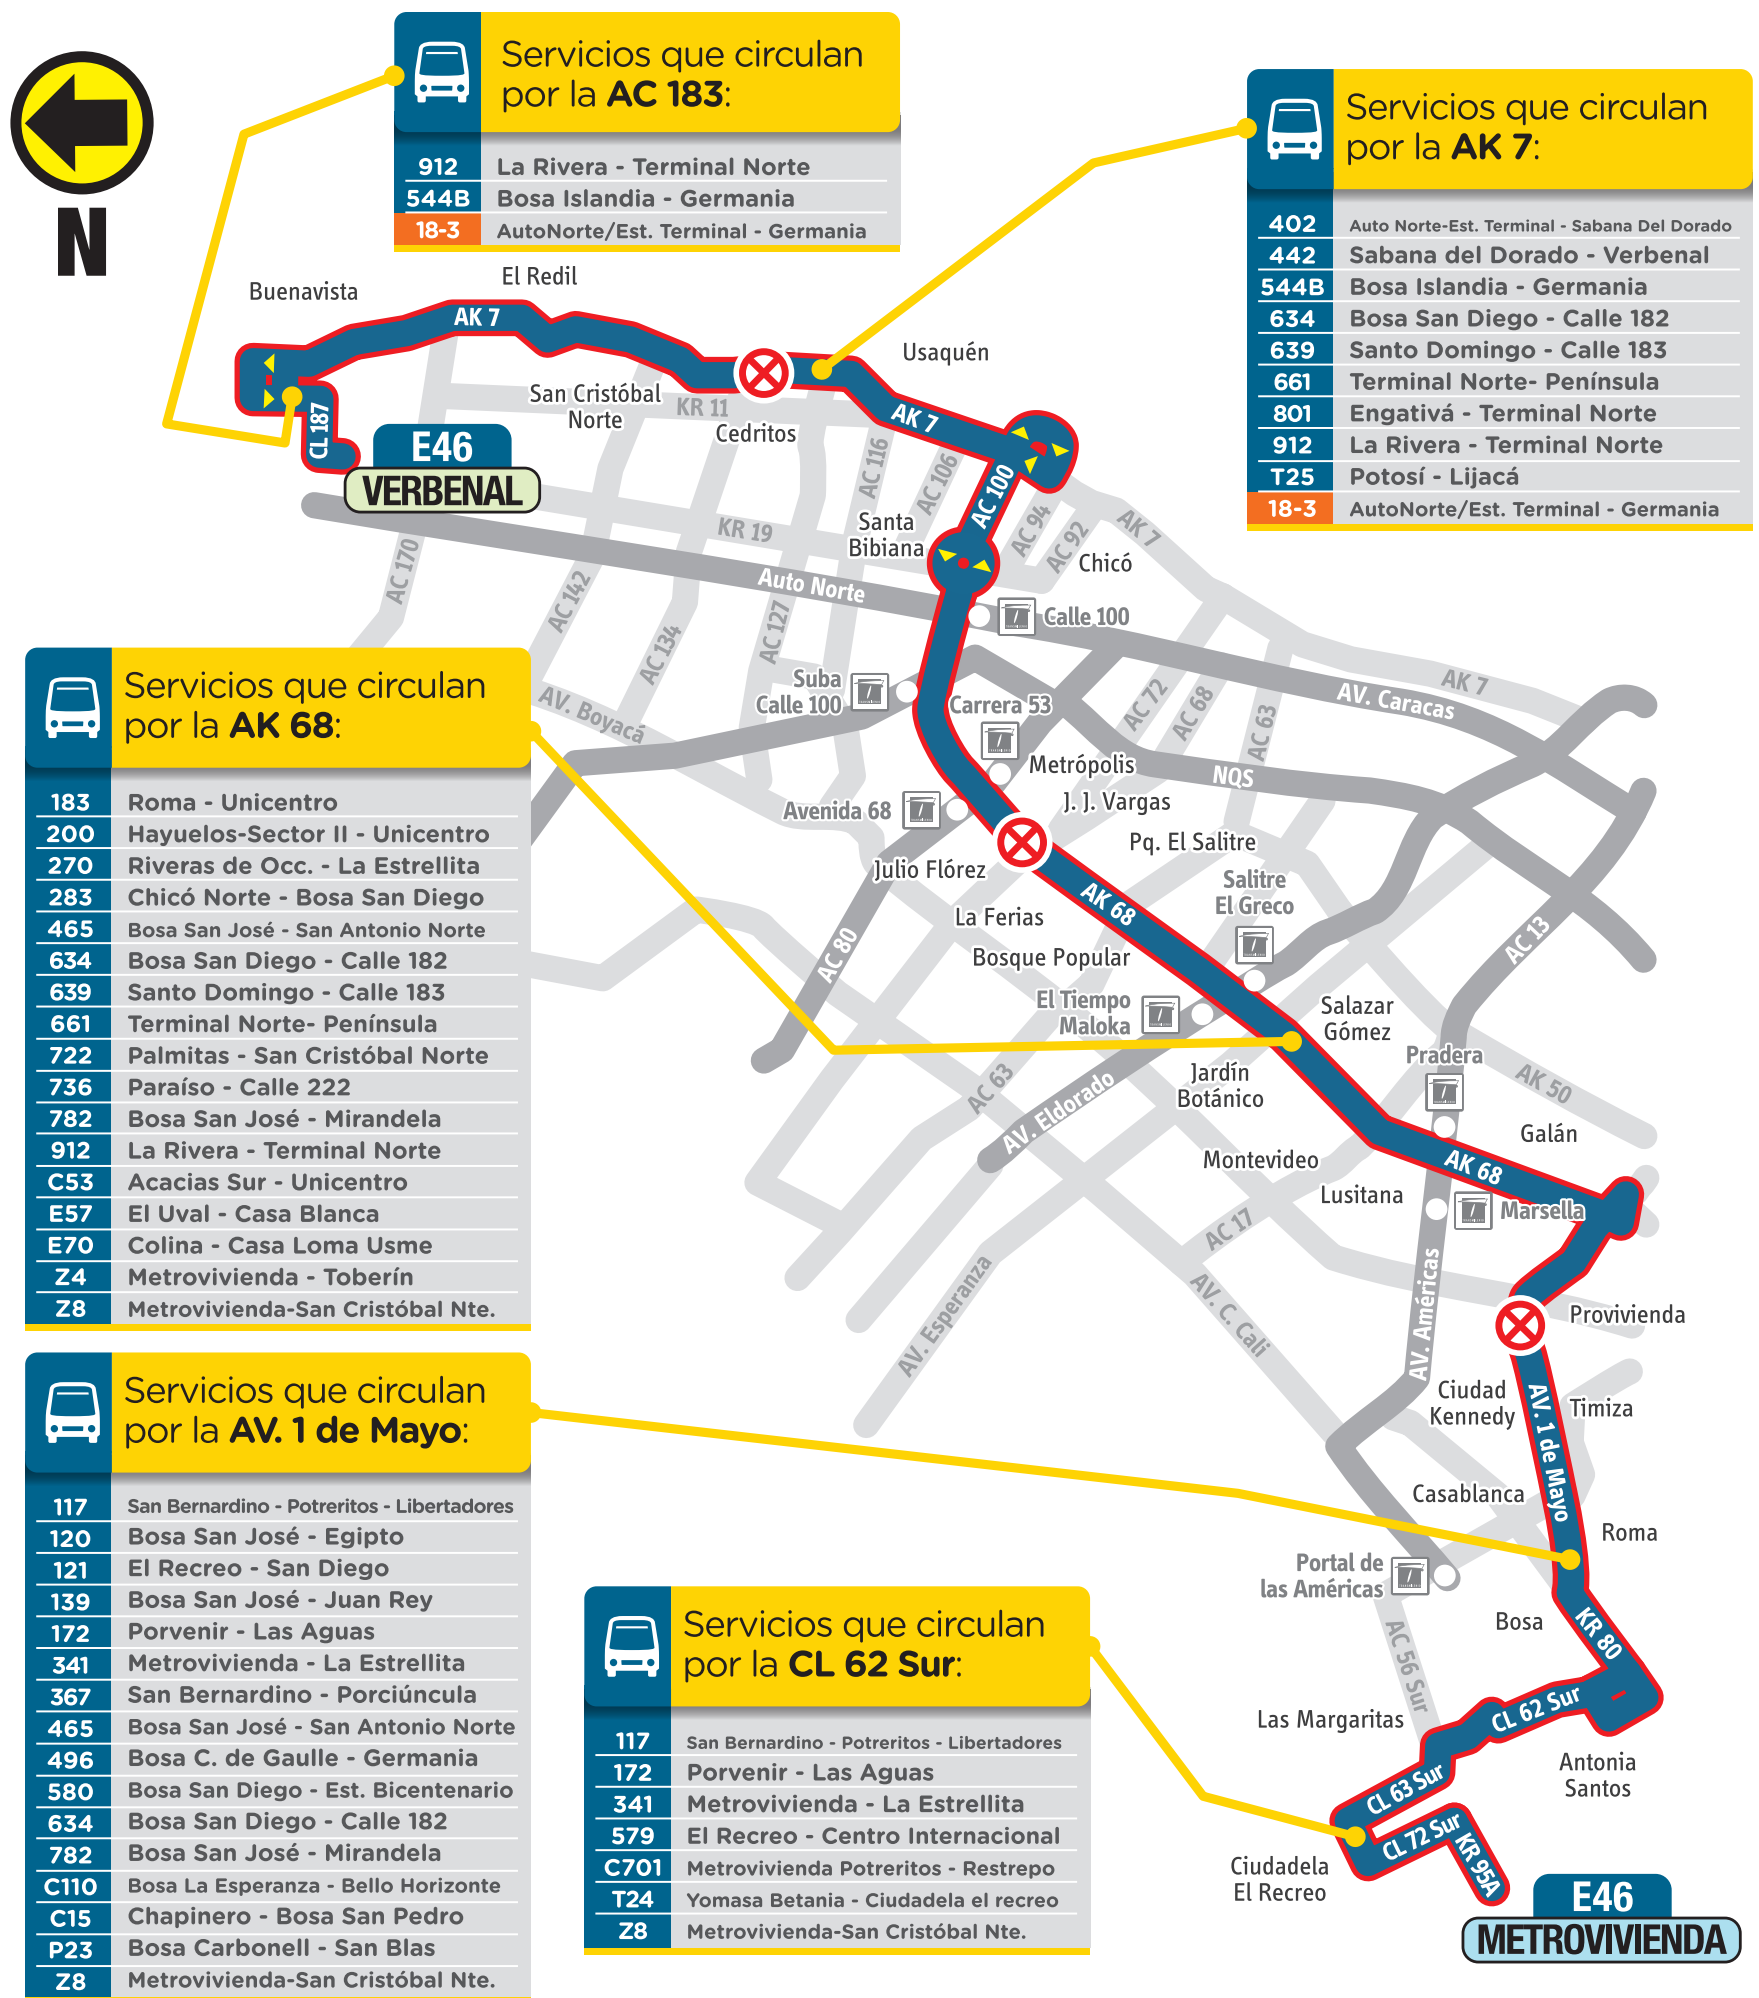 N
Servicios que circulan
por la AC 183:
912 La Rivera - Terminal Norte
544B Bosa Islandia - Germania
18-3 AutoNorte/Est. Terminal - Germania
Servicios que circulan
por la AK 7:
402 Auto Norte-Est. Terminal - Sabana Del Dorado
442 Sabana del Dorado - Verbenal
544B Bosa Islandia - Germania
634 Bosa San Diego - Calle 182
639 Santo Domingo - Calle 183
661 Terminal Norte- Península
801 Engativá - Terminal Norte
912 La Rivera - Terminal Norte
T25 Potosí - Lijacá
18-3 AutoNorte/Est. Terminal - Germania
Buenavista
El Redil
AK 7
Usaquén
San Cristóbal
Norte
KR 11
Cedritos
AK 7
CL 187
E46
VERBENAL
AC 116
AC 106
AC 100
KR 19
Santa
Bibiana
AC 94
AC 92
AK 7
Chicó
AC 170
Auto Norte
AC 142
AC 134
AC 127
Calle 100
Suba
Calle 100
AV. Boyacá
Carrera 53
AC 72
AC 68
AC 63
AV. Caracas
AK 7
Metrópolis
NQS
J. J. Vargas
Avenida 68
Pq. El Salitre
Julio Flórez
Salitre
El Greco
AK 68
La Ferias
Bosque Popular
AC 80
AC 13
El Tiempo
Maloka
Salazar
Gómez
Pradera
Jardín
Botánico
AC 63
AV. Eldorado
AK 50
Galán
Montevideo
AK 68
Lusitana
Marsella
AC 17
AV. Esperanza
AV. C. Cali
AV. Américas
Provivienda
Ciudad
Kennedy
Timiza
AV. 1 de Mayo
Casablanca
Roma
Portal de
las Américas
Bosa
KR 80
AC 56 Sur
Las Margaritas
CL 62 Sur
Antonia
Santos
CL 63 Sur
CL 72 Sur
KR 95A
Ciudadela
El Recreo
E46
METROVIVIENDA
Servicios que circulan
por la AK 68:
183 Roma - Unicentro
200 Hayuelos-Sector II - Unicentro
270 Riveras de Occ. - La Estrellita
283 Chicó Norte - Bosa San Diego
465 Bosa San José - San Antonio Norte
634 Bosa San Diego - Calle 182
639 Santo Domingo - Calle 183
661 Terminal Norte- Península
722 Palmitas - San Cristóbal Norte
736 Paraíso - Calle 222
782 Bosa San José - Mirandela
912 La Rivera - Terminal Norte
C53 Acacias Sur - Unicentro
E57 El Uval - Casa Blanca
E70 Colina - Casa Loma Usme
Z4 Metrovivienda - Toberín
Z8 Metrovivienda-San Cristóbal Nte.
Servicios que circulan
por la AV. 1 de Mayo:
117 San Bernardino - Potreritos - Libertadores
120 Bosa San José - Egipto
121 El Recreo - San Diego
139 Bosa San José - Juan Rey
172 Porvenir - Las Aguas
341 Metrovivienda - La Estrellita
367 San Bernardino - Porciúncula
465 Bosa San José - San Antonio Norte
496 Bosa C. de Gaulle - Germania
580 Bosa San Diego - Est. Bicentenario
634 Bosa San Diego - Calle 182
782 Bosa San José - Mirandela
C110 Bosa La Esperanza - Bello Horizonte
C15 Chapinero - Bosa San Pedro
P23 Bosa Carbonell - San Blas
Z8 Metrovivienda-San Cristóbal Nte.
Servicios que circulan
por la CL 62 Sur:
117 San Bernardino - Potreritos - Libertadores
172 Porvenir - Las Aguas
341 Metrovivienda - La Estrellita
579 El Recreo - Centro Internacional
C701 Metrovivienda Potreritos - Restrepo
T24 Yomasa Betania - Ciudadela el recreo
Z8 Metrovivienda-San Cristóbal Nte.